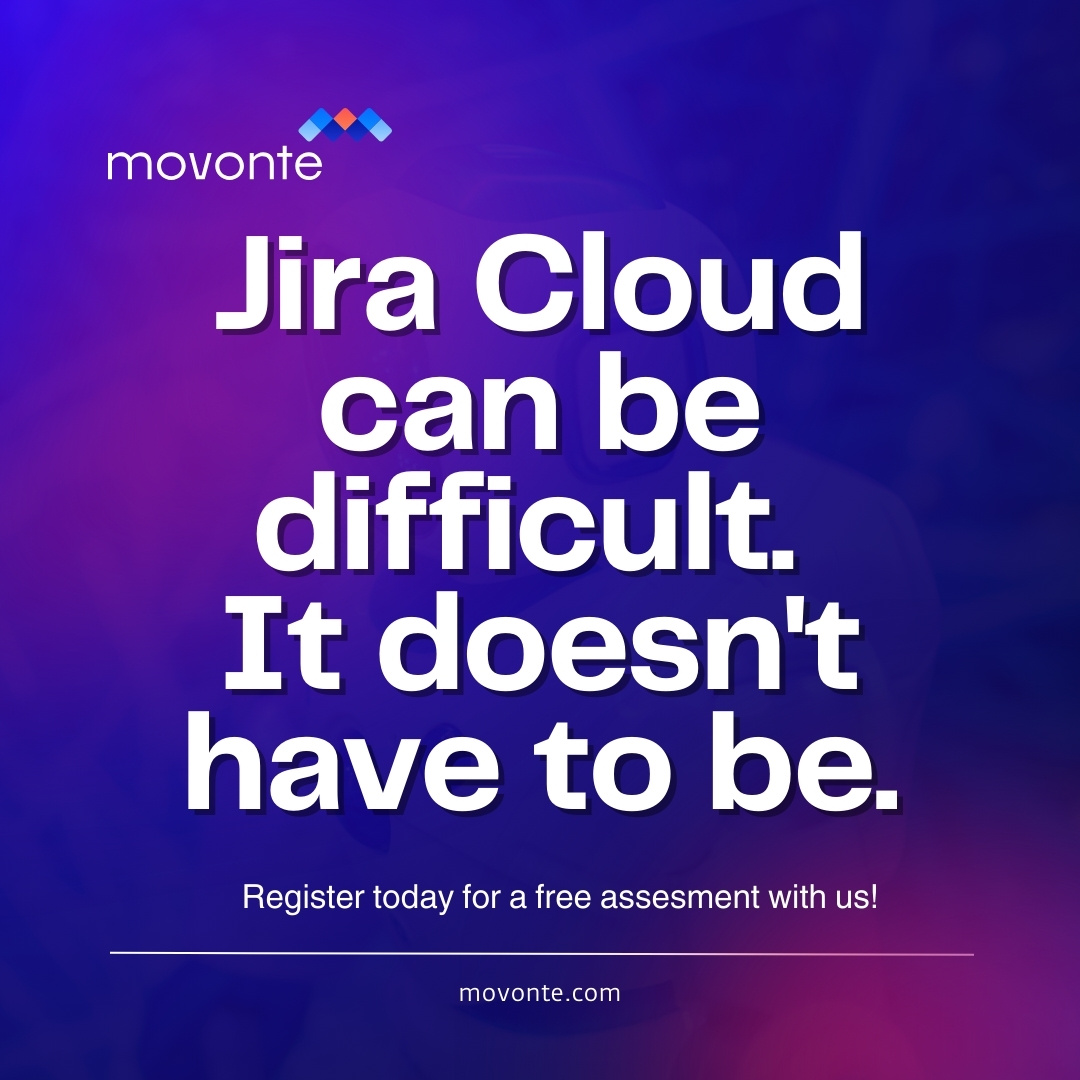 movonte
Jira Cloud
can be
difficult.
It doesn't
have to be.
Register today for a free assesment with us!
movonte.com